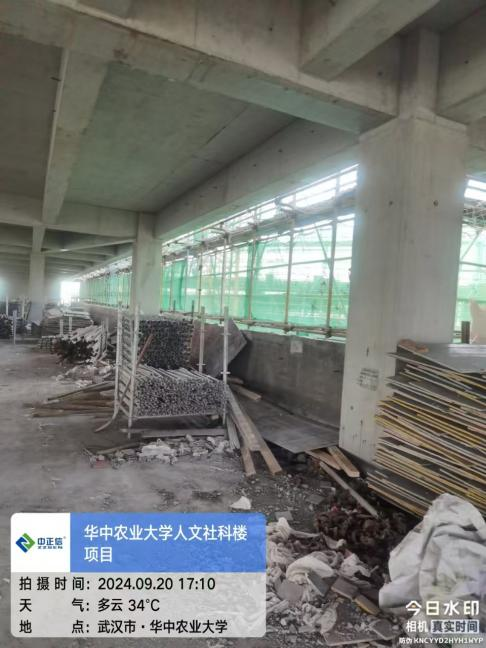 中正信
ZZSCN
华中农业大学人文社科楼
项目
拍摄时间：2024.09.20 17:10
天　　气：多云 34°C
地　　点：武汉市·华中农业大学
今日水印
相机 真实时间
防伪 KNCYYD2HYH1WYP